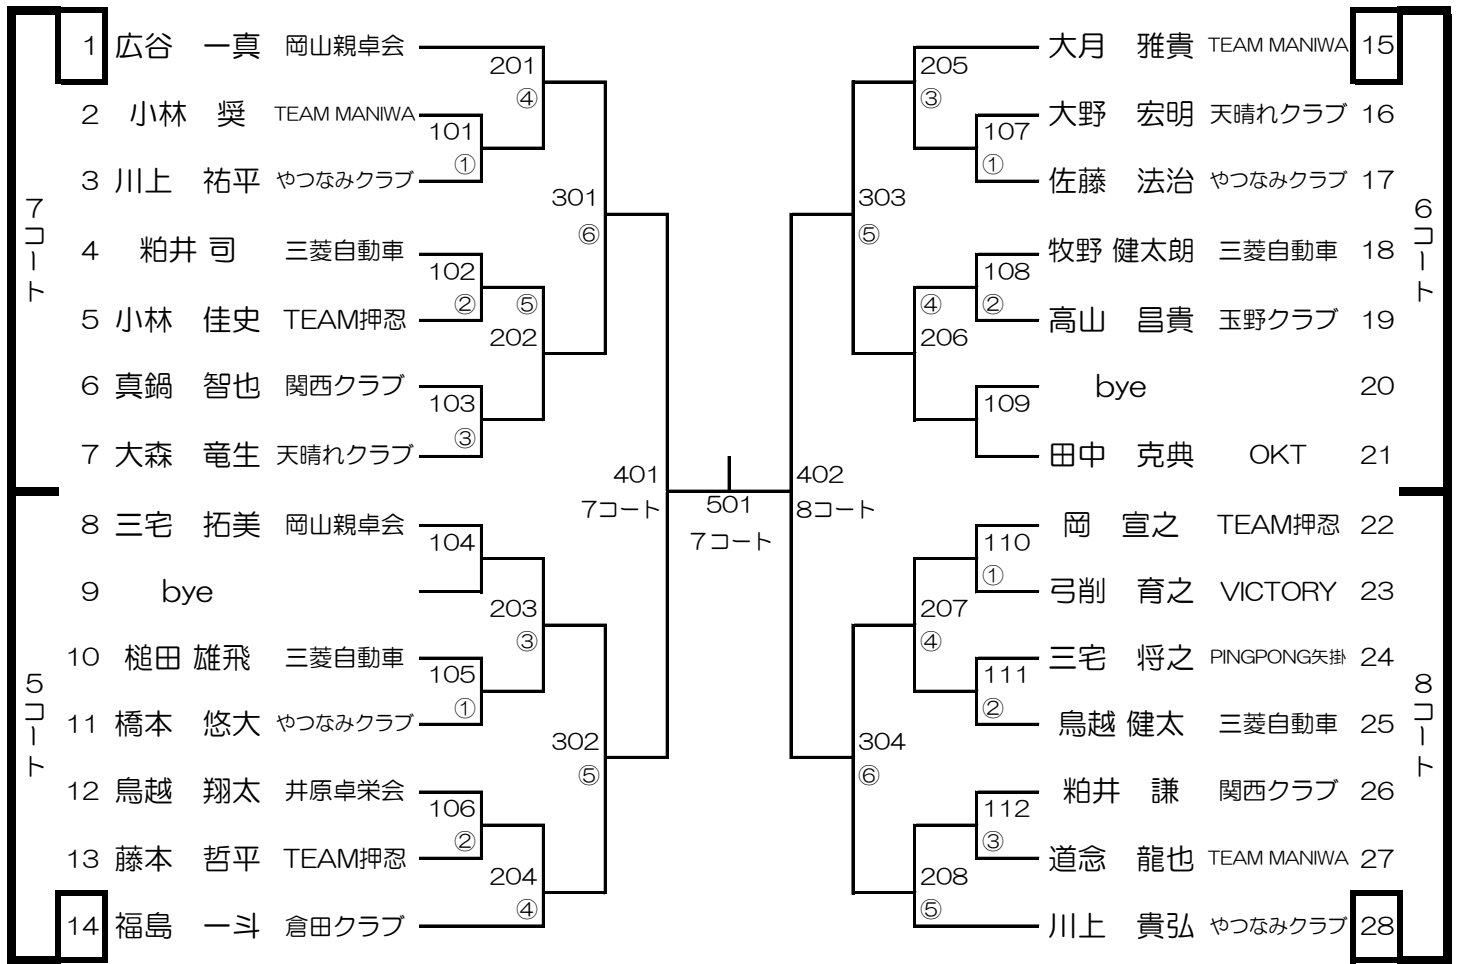 1 広谷 一真 岡山親卓会
2 小林 奨 TEAM MANIWA
3 川上 祐平 やつなみクラブ
4 粕井 司 三菱自動車
5 小林 佳史 TEAM押忍
6 真鍋 智也 関西クラブ
7 大森 竜生 天晴れクラブ
8 三宅 拓美 岡山親卓会
9 bye
10 槌田 雄飛 三菱自動車
11 橋本 悠大 やつなみクラブ
12 鳥越 翔太 井原卓栄会
13 藤本 哲平 TEAM押忍
14 福島 一斗 倉田クラブ
7コート
5コート
101
①
102
②
103
③
104
105
①
106
②
201
④
⑤
202
203
③
204
④
301
⑥
302
⑤
401
7コート
501
7コート
402
8コート
303
⑤
304
⑥
205
③
④
206
207
④
208
⑤
107
①
108
②
109
110
①
111
②
112
③
大月 雅貴 TEAM MANIWA 15
大野 宏明 天晴れクラブ 16
佐藤 法治 やつなみクラブ 17
牧野 健太朗 三菱自動車 18
高山 昌貴 玉野クラブ 19
bye 20
田中 克典 OKT 21
岡 宣之 TEAM押忍 22
弓削 育之 VICTORY 23
三宅 将之 PINGPONG矢掛 24
鳥越 健太 三菱自動車 25
粕井 謙 関西クラブ 26
道念 龍也 TEAM MANIWA 27
川上 貴弘 やつなみクラブ 28
6コート
8コート